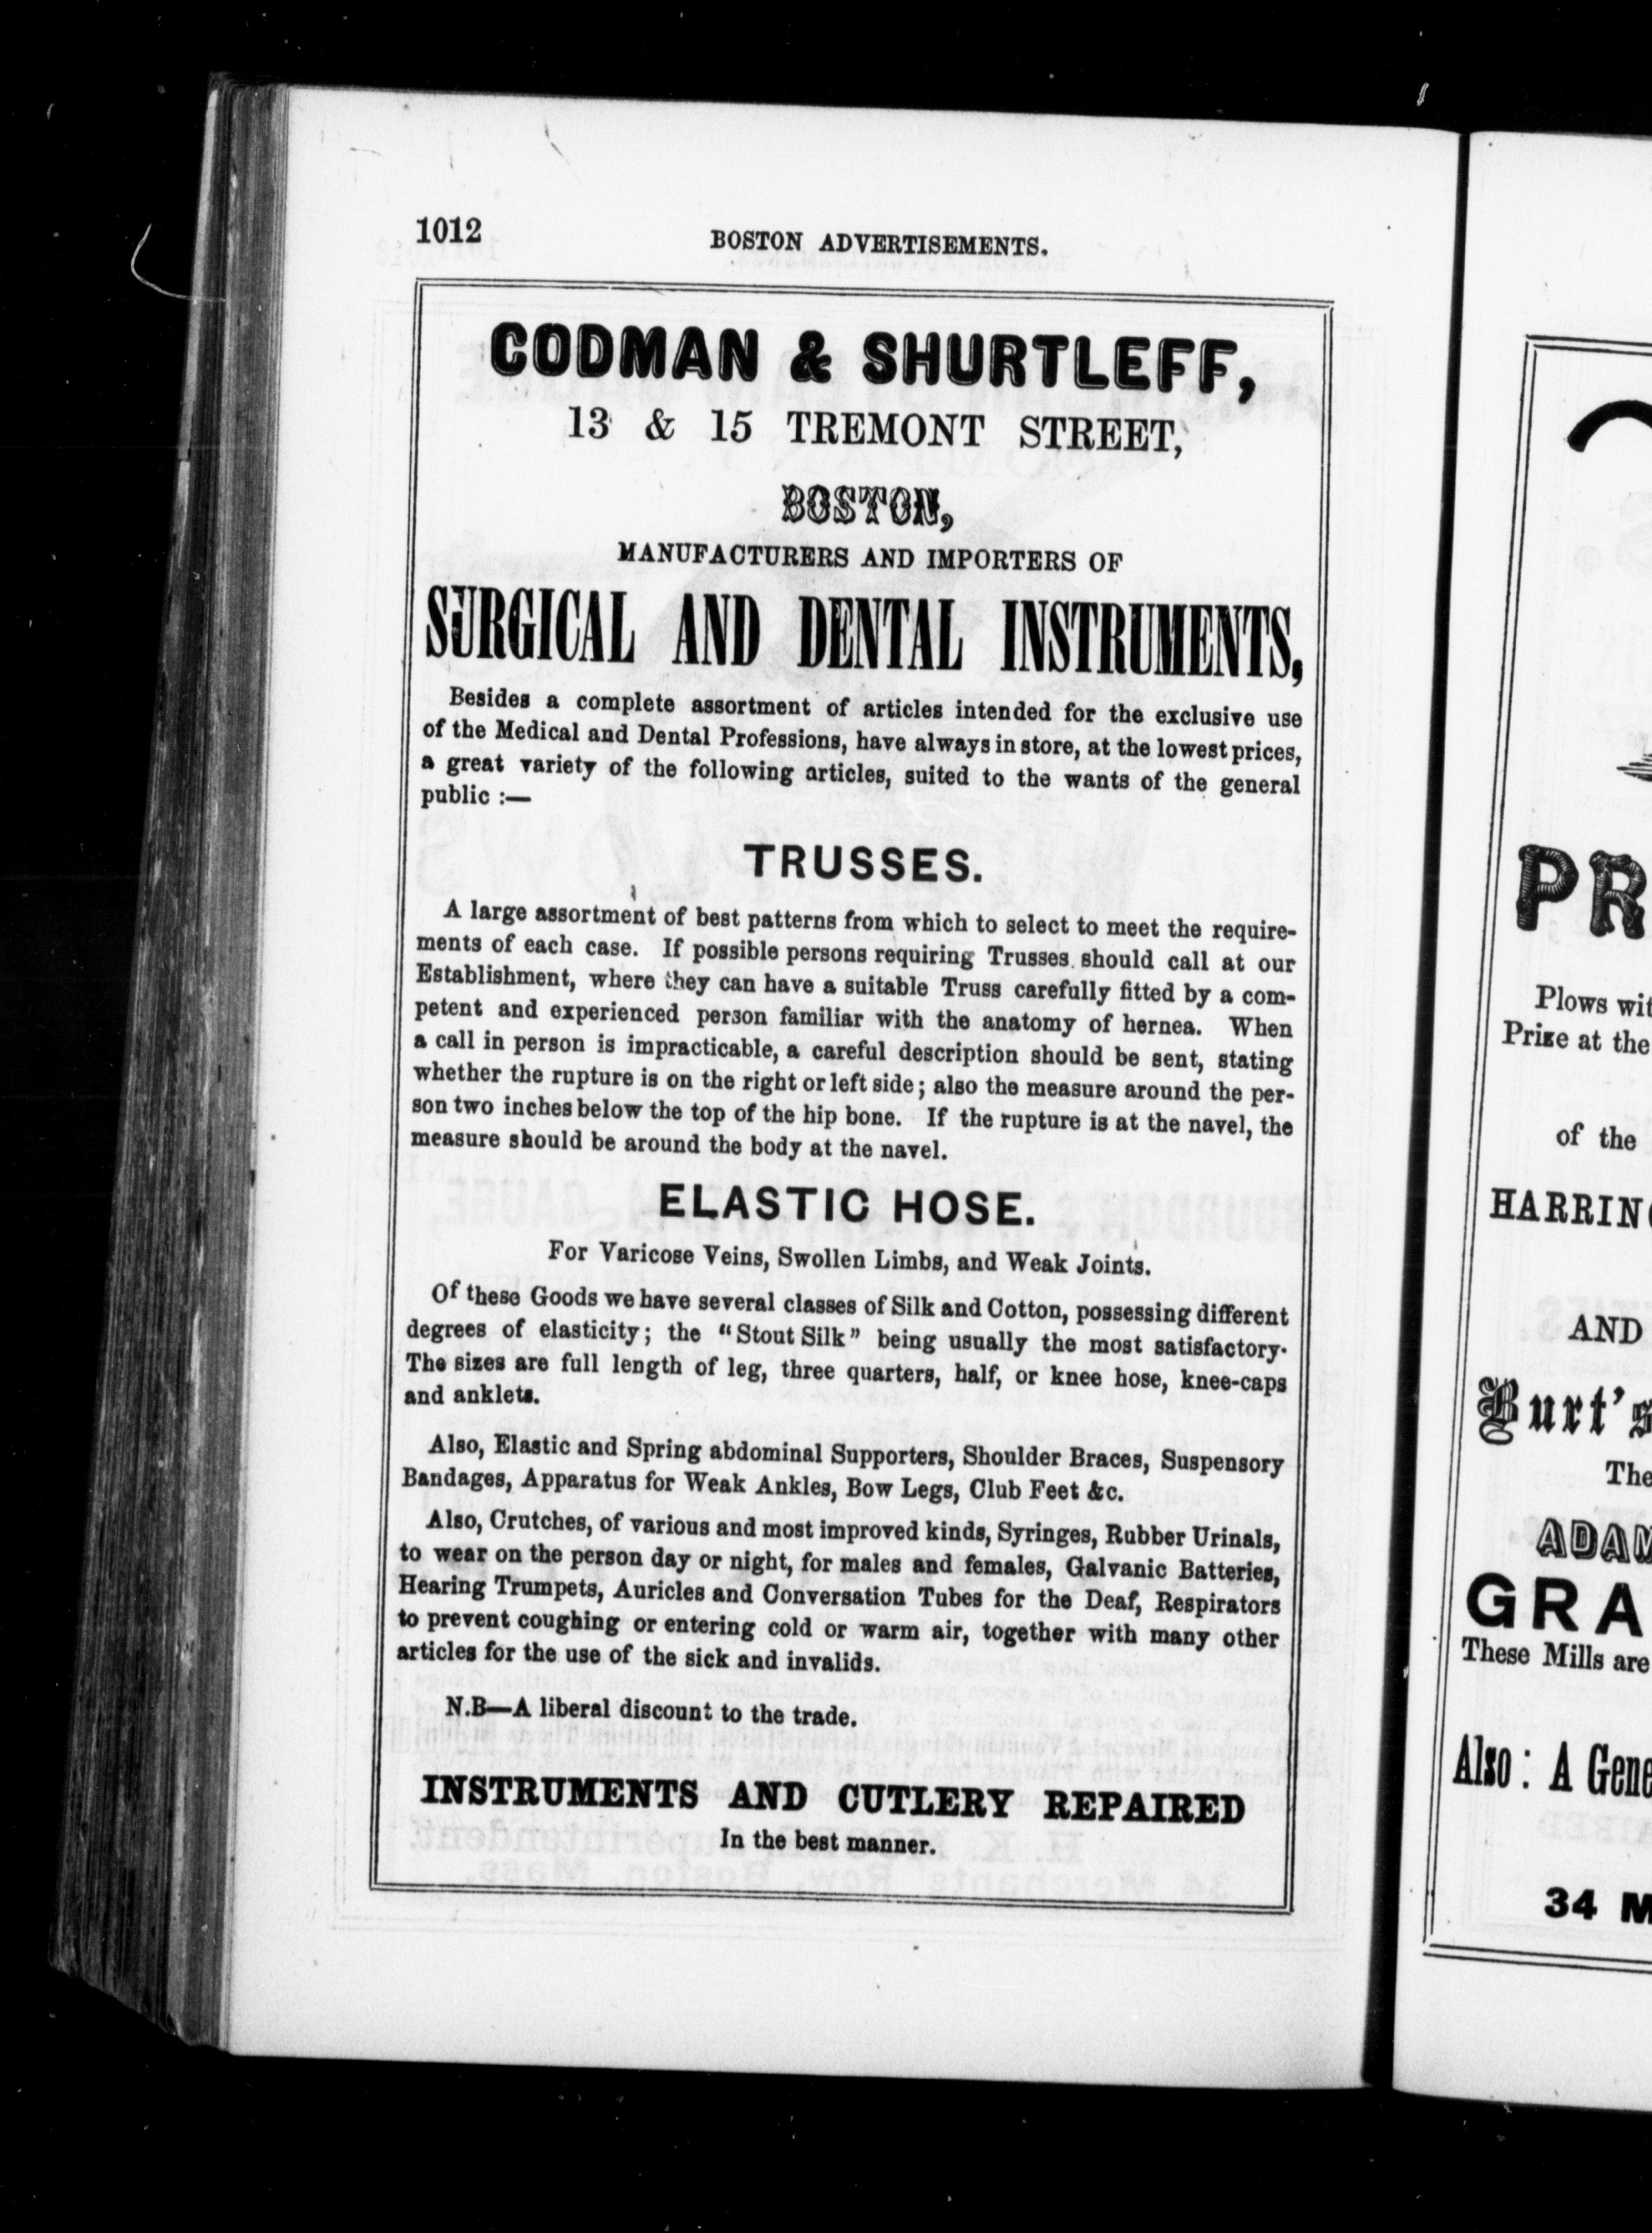 1012
BOSTON ADVERTISEMENTS.
CODMAN & SHURTLEFF,
13 & 15 TREMONT STREET,
BOSTON,
MANUFACTURERS AND IMPORTERS OF
SURGICAL AND DENTAL INSTRUMENTS,
Besides a complete assortment of articles intended for the exclusive use
of the Medical and Dental Professions, have always in store, at the lowest prices,
a great variety of the following articles, suited to the wants of the general
public :—
TRUSSES.
A large assortment of best patterns from which to select to meet the require-
ments of each case. If possible persons requiring Trusses should call at our
Establishment, where they can have a suitable Truss carefully fitted by a com-
petent and experienced person familiar with the anatomy of hernea. When
a call in person is impracticable, a careful description should be sent, stating
whether the rupture is on the right or left side; also the measure around the per-
son two inches below the top of the hip bone. If the rupture is at the navel, the
measure should be around the body at the navel.
ELASTIC HOSE.
For Varicose Veins, Swollen Limbs, and Weak Joints.
Of these Goods we have several classes of Silk and Cotton, possessing different
degrees of elasticity; the “Stout Silk” being usually the most satisfactory.
The sizes are full length of leg, three quarters, half, or knee hose, knee-caps
and anklets.
Also, Elastic and Spring abdominal Supporters, Shoulder Braces, Suspensory
Bandages, Apparatus for Weak Ankles, Bow Legs, Club Feet &c.
Also, Crutches, of various and most improved kinds, Syringes, Rubber Urinals,
to wear on the person day or night, for males and females, Galvanic Batteries,
Hearing Trumpets, Auricles and Conversation Tubes for the Deaf, Respirators
to prevent coughing or entering cold or warm air, together with many other
articles for the use of the sick and invalids.
N.B—A liberal discount to the trade.
INSTRUMENTS AND CUTLERY REPAIRED
In the best manner.
PR
Plows wit
Prize at the
of the
HARRIN
AND
Burt's
The
ADAM
GRA
These Mills are
Also : A Gene
34 M